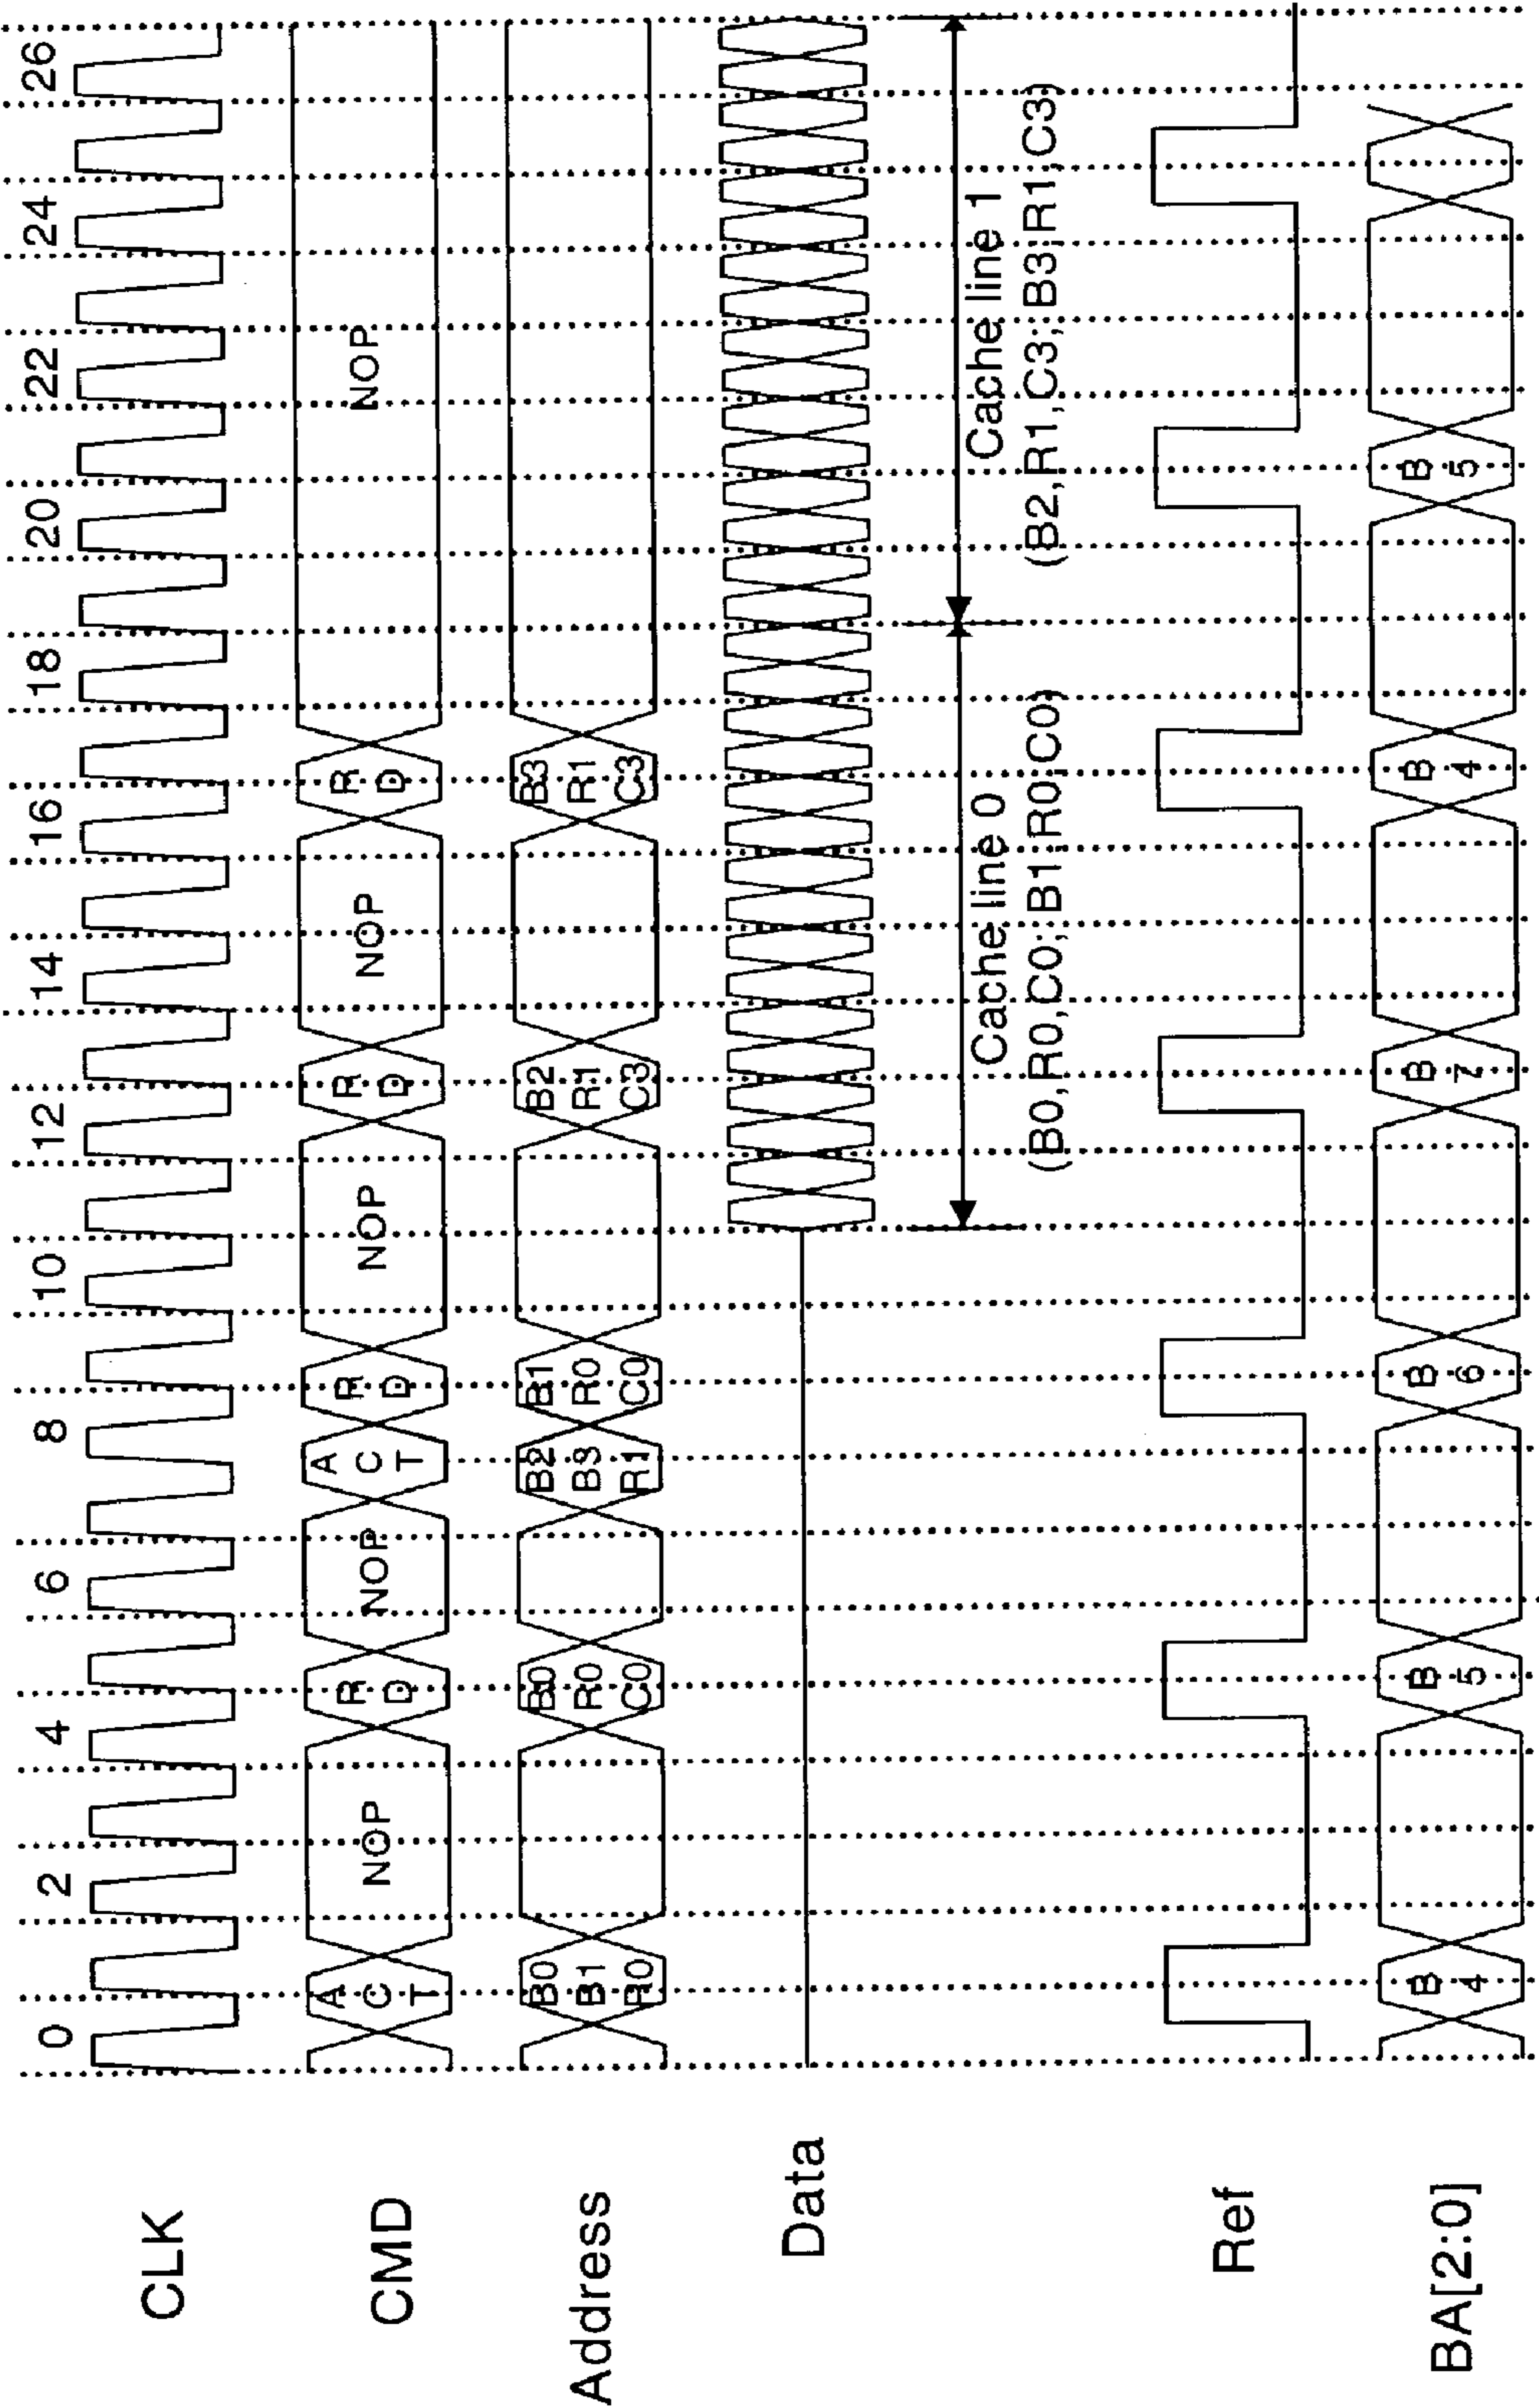 0 2 4 6 8 10 12 14 16 18 20 22 24 26
CLK
CMD ACT NOP RD NOP ACT RD NOP RD NOP RD NOP
Address
B0 B0 B2 B1 B2 B3
B1 R0 B3 R0 R1 R1
R0 C0 R1 C0 C3 C3
Data
Cache line 0 Cache line 1
(B0,R0,C0; B1,R0,C0) (B2,R1,C3; B3,R1,C3)
Ref
BA[2:0] B4 B5 B6 B7 B4 B5